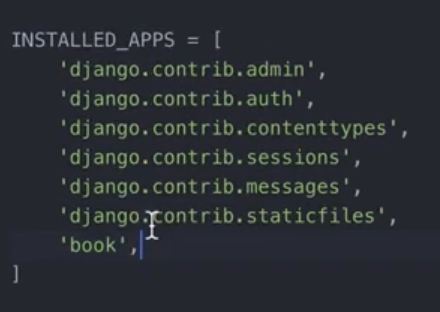 INSTALLED_APPS = [
    'django.contrib.admin',
    'django.contrib.auth',
    'django.contrib.contenttypes',
    'django.contrib.sessions',
    'django.contrib.messages',
    'django.contrib.staticfiles',
    'book',
]